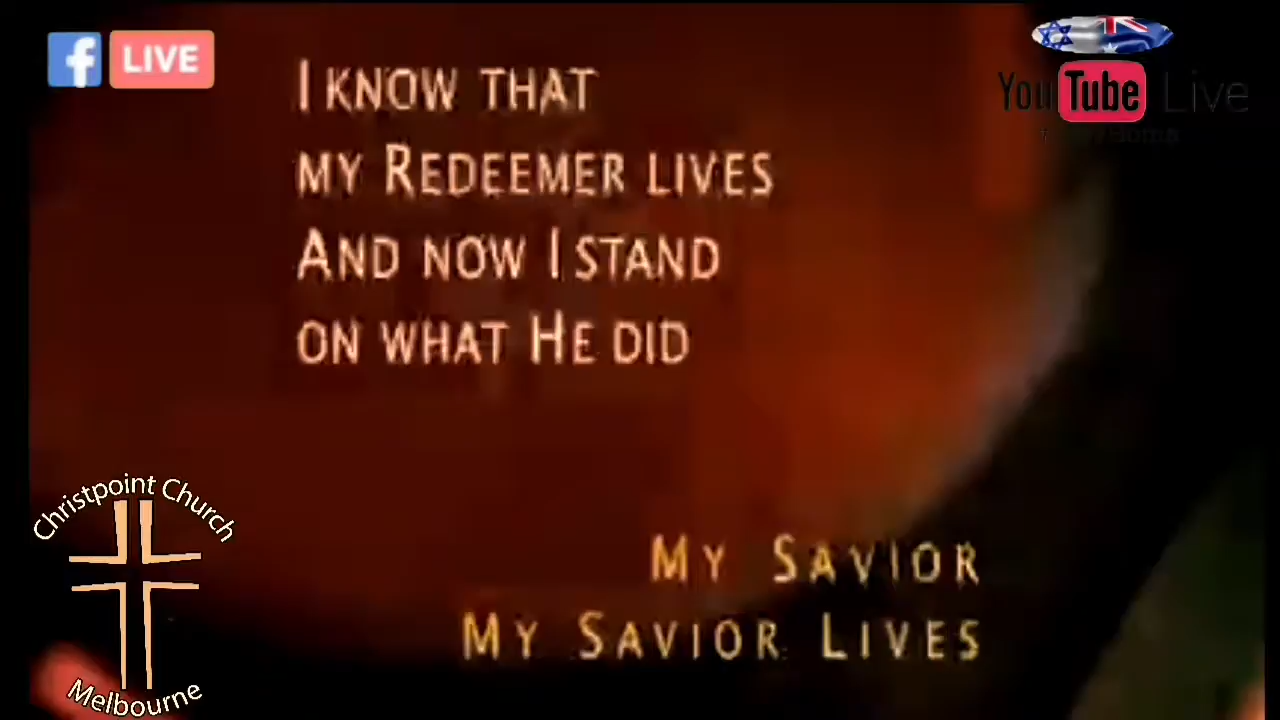 f LIVE
YouTube Live
I KNOW THAT
MY REDEEMER LIVES
AND NOW I STAND
ON WHAT HE DID
MY SAVIOR
MY SAVIOR LIVES
Christpoint Church
Melbourne